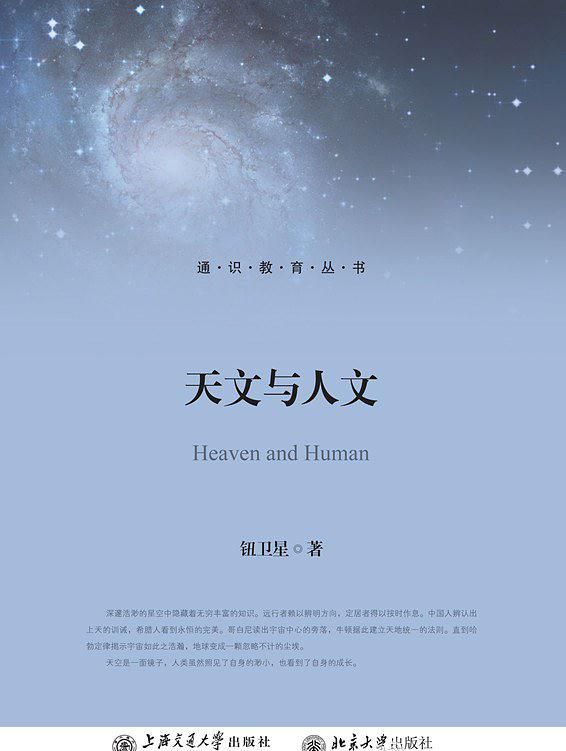 通·识·教·育·丛·书
天文与人文
Heaven and Human
钮卫星 著
深邃浩渺的星空中隐藏着无穷丰富的知识。远行者赖以辨明方向，定居者得以按时作息。中国人辨认出
上天的训诫，希腊人看到永恒的完美。哥白尼读出宇宙中心的旁落，牛顿据此建立天地统一的法则。直到哈
勃定律揭示宇宙如此之浩瀚，地球变成一颗忽略不计的尘埃。
天空是一面镜子，人类虽然照见了自身的渺小，也看到了自身的成长。
上海交通大学出版社 北京大学出版社